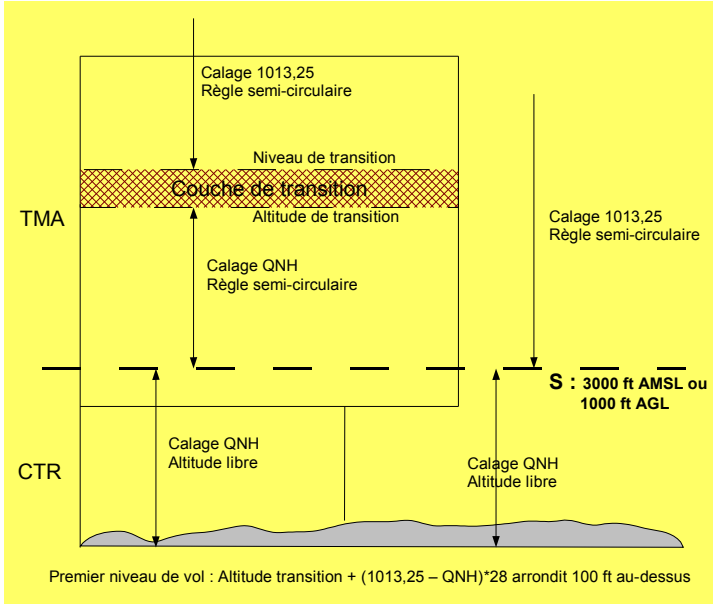 Calage 1013,25
Règle semi-circulaire
Niveau de transition
Couche de transition
Altitude de transition
TMA
Calage 1013,25
Règle semi-circulaire
Calage QNH
Règle semi-circulaire
S : 3000 ft AMSL ou
1000 ft AGL
Calage QNH
Altitude libre
CTR
Calage QNH
Altitude libre
Premier niveau de vol : Altitude transition + (1013,25 – QNH)*28 arrondit 100 ft au-dessus